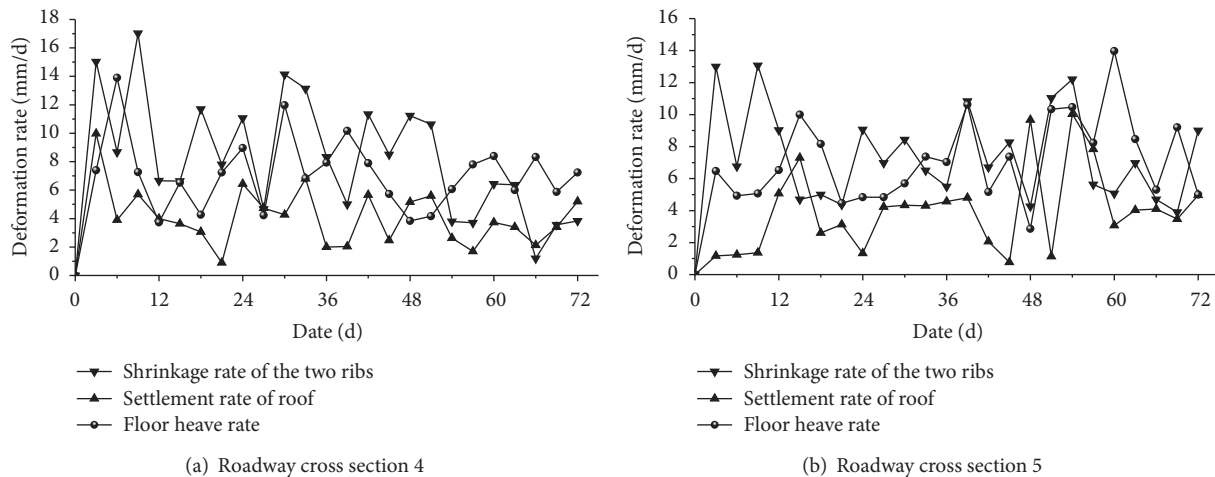 18
16
14
12
10
8
6
4
2
0
Deformation rate (mm/d)
0 12 24 36 48 60 72
Date (d)
Shrinkage rate of the two ribs
Settlement rate of roof
Floor heave rate
(a) Roadway cross section 4
16
14
12
10
8
6
4
2
0
Deformation rate (mm/d)
0 12 24 36 48 60 72
Date (d)
Shrinkage rate of the two ribs
Settlement rate of roof
Floor heave rate
(b) Roadway cross section 5